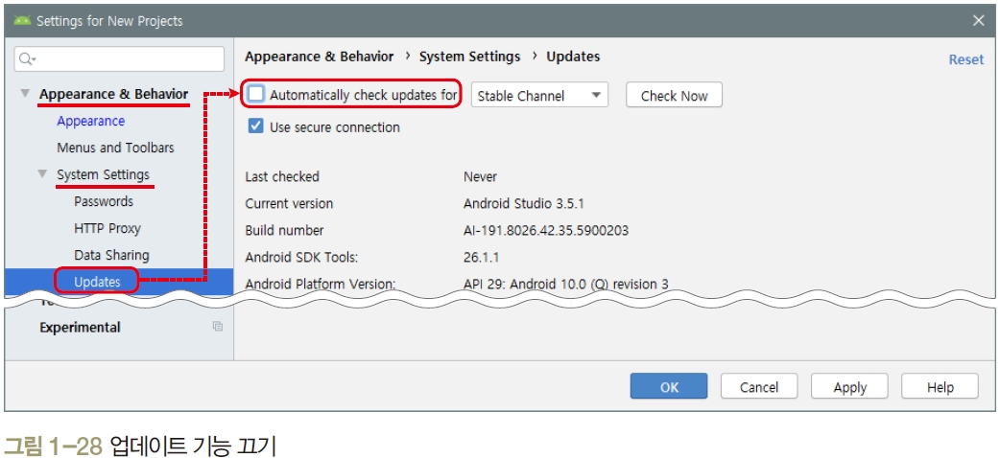 Settings for New Projects
Appearance & Behavior
Appearance
Menus and Toolbars
System Settings
Passwords
HTTP Proxy
Data Sharing
Updates
Experimental
Appearance & Behavior › System Settings › Updates
Reset
Automatically check updates for Stable Channel Check Now
Use secure connection
Last checked Never
Current version Android Studio 3.5.1
Build number AI-191.8026.42.35.5900203
Android SDK Tools: 26.1.1
Android Platform Version: API 29: Android 10.0 (Q) revision 3
OK Cancel Apply Help
그림 1-28 업데이트 기능 끄기